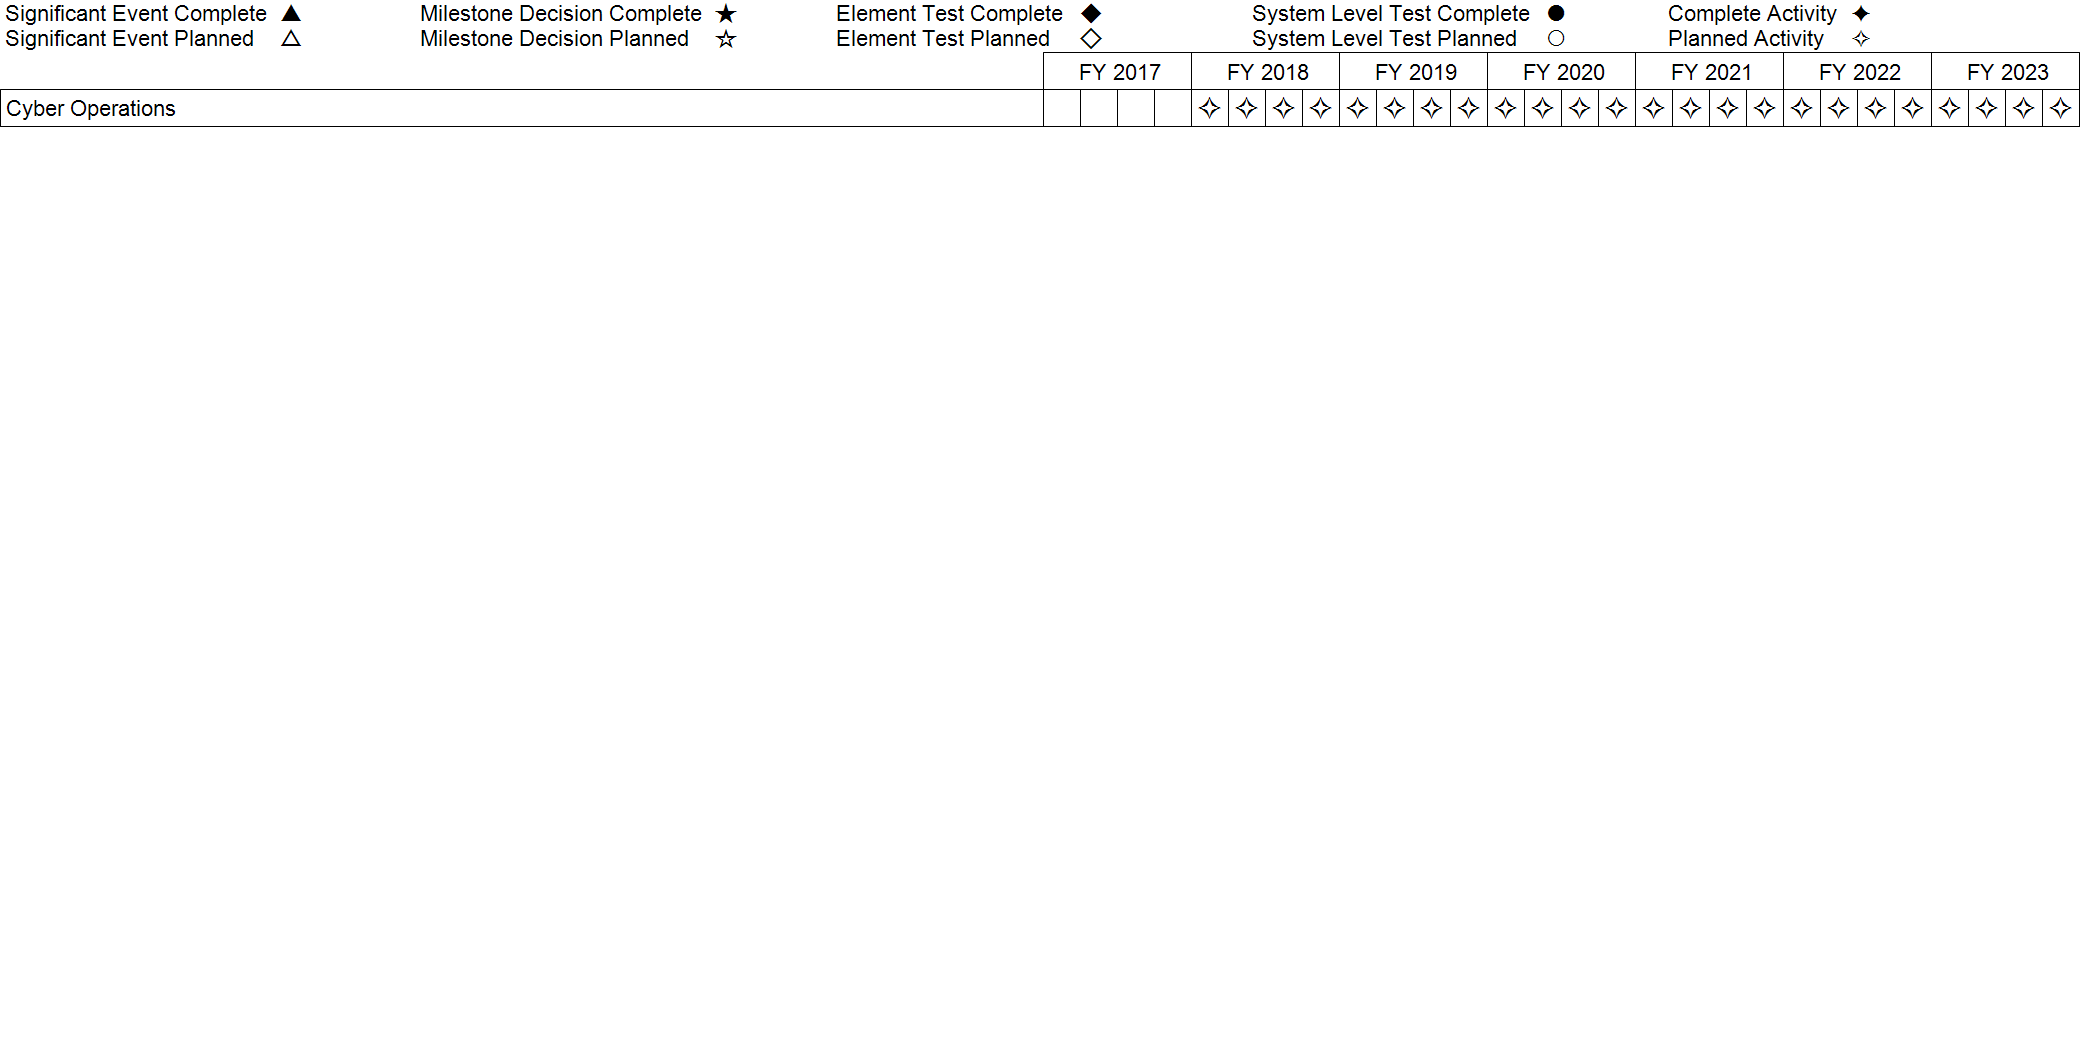 Significant Event Complete ▲ Milestone Decision Complete ★ Element Test Complete ◆ System Level Test Complete ● Complete Activity ✦
Significant Event Planned △ Milestone Decision Planned ☆ Element Test Planned ◇ System Level Test Planned ○ Planned Activity ✧
FY 2017 FY 2018 FY 2019 FY 2020 FY 2021 FY 2022 FY 2023
Cyber Operations ✧ ✧ ✧ ✧ ✧ ✧ ✧ ✧ ✧ ✧ ✧ ✧ ✧ ✧ ✧ ✧ ✧ ✧ ✧ ✧ ✧ ✧ ✧ ✧